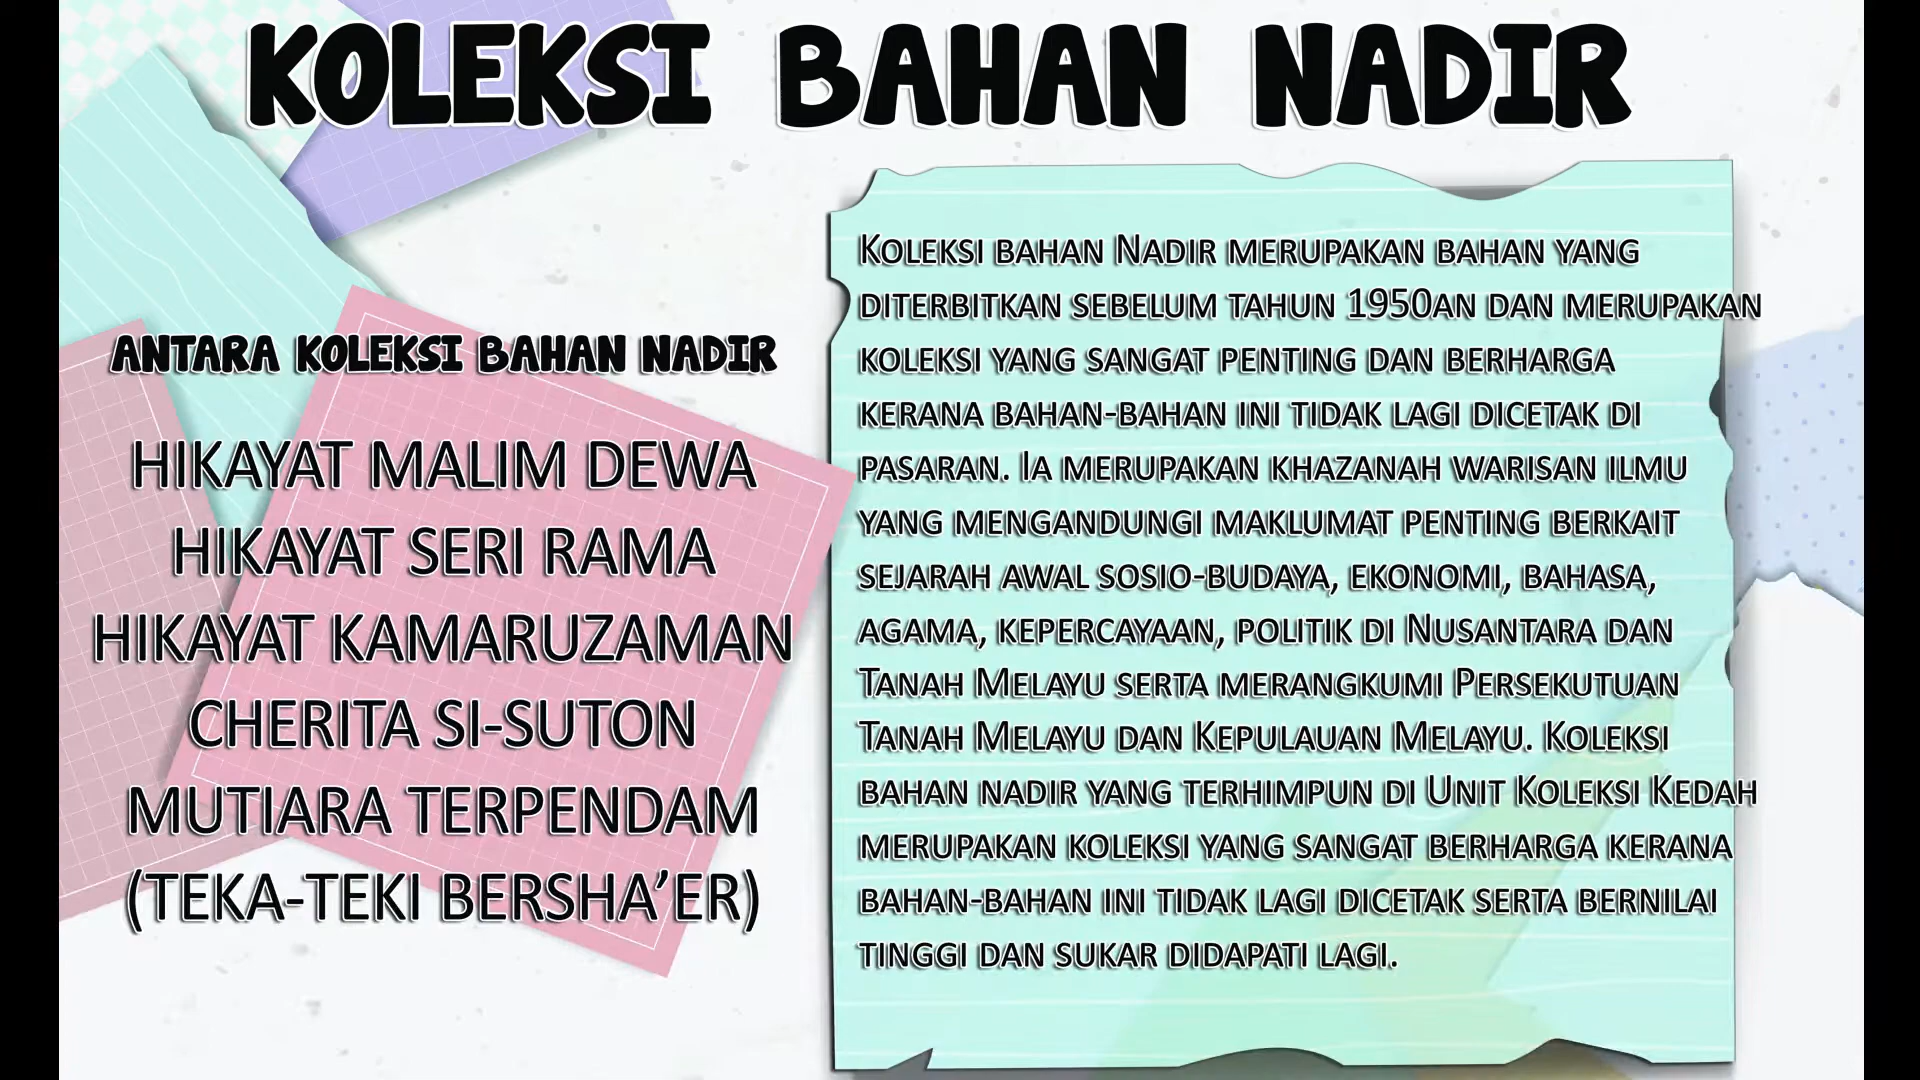 KOLEKSI BAHAN NADIR
ANTARA KOLEKSI BAHAN NADIR
HIKAYAT MALIM DEWA
HIKAYAT SERI RAMA
HIKAYAT KAMARUZAMAN
CHERITA SI-SUTON
MUTIARA TERPENDAM
(TEKA-TEKI BERSHA’ER)
KOLEKSI BAHAN NADIR MERUPAKAN BAHAN YANG
DITERBITKAN SEBELUM TAHUN 1950AN DAN MERUPAKAN
KOLEKSI YANG SANGAT PENTING DAN BERHARGA
KERANA BAHAN-BAHAN INI TIDAK LAGI DICETAK DI
PASARAN. IA MERUPAKAN KHAZANAH WARISAN ILMU
YANG MENGANDUNGI MAKLUMAT PENTING BERKAIT
SEJARAH AWAL SOSIO-BUDAYA, EKONOMI, BAHASA,
AGAMA, KEPERCAYAAN, POLITIK DI NUSANTARA DAN
TANAH MELAYU SERTA MERANGKUMI PERSEKUTUAN
TANAH MELAYU DAN KEPULAUAN MELAYU. KOLEKSI
BAHAN NADIR YANG TERHIMPUN DI UNIT KOLEKSI KEDAH
MERUPAKAN KOLEKSI YANG SANGAT BERHARGA KERANA
BAHAN-BAHAN INI TIDAK LAGI DICETAK SERTA BERNILAI
TINGGI DAN SUKAR DIDAPATI LAGI.